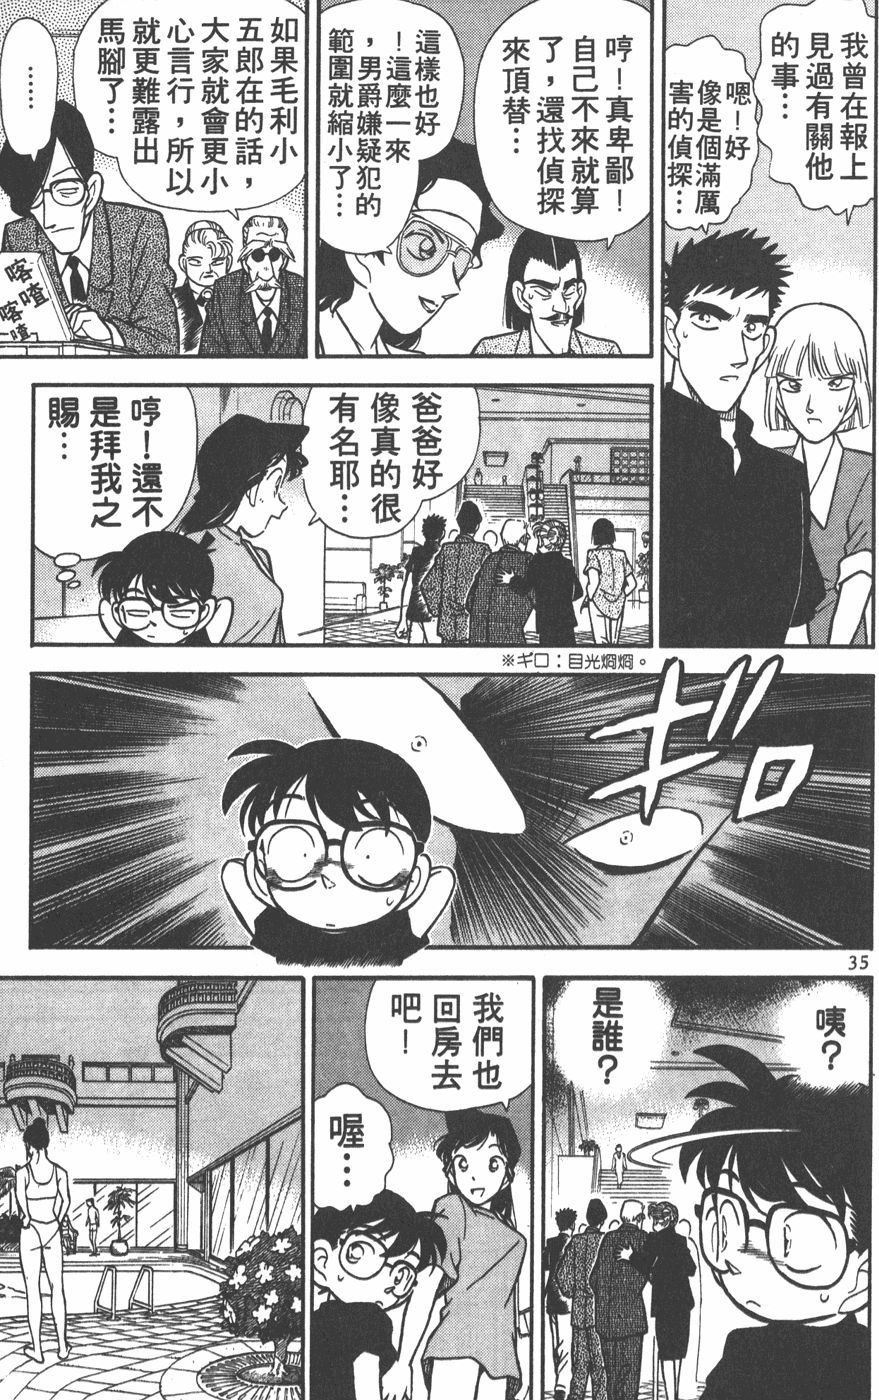 我曾在報上
見過有關他
的事…
嗯！好
像是個滿厲
害的偵探…
哼！真卑鄙！
自己不來就算
了，還找偵探
來頂替…
這樣也好
！這麼一來
，男爵嫌疑犯的
範圍就縮小了…
如果毛利小
五郎在的話，
大家就會更小
心言行，所以
就更難露出
馬腳了…
……
喀
喀喳
喳
爸爸好
像真的很
有名耶…
哼！還不
是拜我之
賜…
※ギロ：目光焗焗。
ギロ
35
咦？
是誰？
我們也
回房去
吧！
喔…